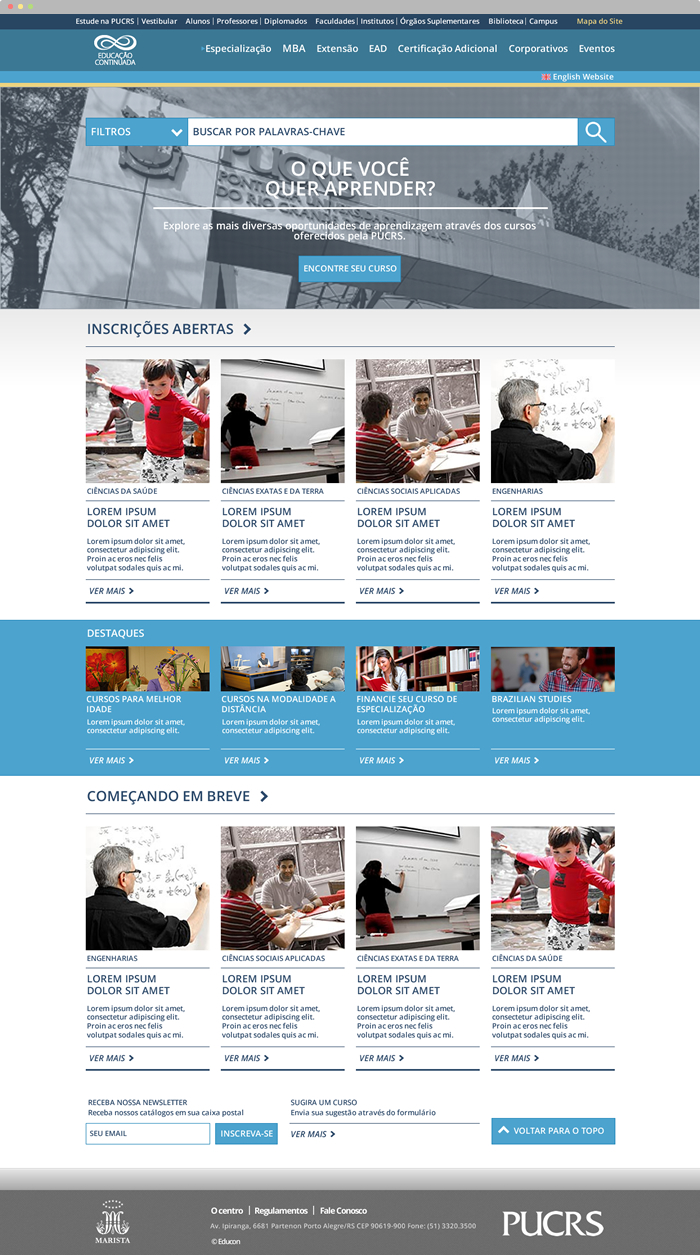 Estude na PUCRS | Vestibular Alunos | Professores | Diplomados Faculdades | Institutos | Órgãos Suplementares Biblioteca | Campus Mapa do Site
EDUCAÇÃO
CONTINUADA
Especialização MBA Extensão EAD Certificação Adicional Corporativos Eventos
English Website
FILTROS BUSCAR POR PALAVRAS-CHAVE
PUCRS
O QUE VOCÊ
QUER APRENDER?
Explore as mais diversas oportunidades de aprendizagem através dos cursos
oferecidos pela PUCRS.
ENCONTRE SEU CURSO
INSCRIÇÕES ABERTAS
CIÊNCIAS DA SAÚDE CIÊNCIAS EXATAS E DA TERRA CIÊNCIAS SOCIAIS APLICADAS ENGENHARIAS
LOREM IPSUM LOREM IPSUM LOREM IPSUM LOREM IPSUM
DOLOR SIT AMET DOLOR SIT AMET DOLOR SIT AMET DOLOR SIT AMET
Lorem ipsum dolor sit amet, Lorem ipsum dolor sit amet, Lorem ipsum dolor sit amet, Lorem ipsum dolor sit amet,
consectetur adipiscing elit. consectetur adipiscing elit. consectetur adipiscing elit. consectetur adipiscing elit.
Proin ac eros nec felis Proin ac eros nec felis Proin ac eros nec felis Proin ac eros nec felis
volutpat sodales quis ac mi. volutpat sodales quis ac mi. volutpat sodales quis ac mi. volutpat sodales quis ac mi.
VER MAIS VER MAIS VER MAIS VER MAIS
DESTAQUES
CURSOS PARA MELHOR CURSOS NA MODALIDADE A FINANCIE SEU CURSO DE BRAZILIAN STUDIES
IDADE DISTÂNCIA ESPECIALIZAÇÃO Lorem ipsum dolor sit amet,
Lorem ipsum dolor sit amet, Lorem ipsum dolor sit amet, Lorem ipsum dolor sit amet, consectetur adipiscing elit.
consectetur adipiscing elit. consectetur adipiscing elit. consectetur adipiscing elit.
VER MAIS VER MAIS VER MAIS VER MAIS
COMEÇANDO EM BREVE
ENGENHARIAS CIÊNCIAS SOCIAIS APLICADAS CIÊNCIAS EXATAS E DA TERRA CIÊNCIAS DA SAÚDE
LOREM IPSUM LOREM IPSUM LOREM IPSUM LOREM IPSUM
DOLOR SIT AMET DOLOR SIT AMET DOLOR SIT AMET DOLOR SIT AMET
Lorem ipsum dolor sit amet, Lorem ipsum dolor sit amet, Lorem ipsum dolor sit amet, Lorem ipsum dolor sit amet,
consectetur adipiscing elit. consectetur adipiscing elit. consectetur adipiscing elit. consectetur adipiscing elit.
Proin ac eros nec felis Proin ac eros nec felis Proin ac eros nec felis Proin ac eros nec felis
volutpat sodales quis ac mi. volutpat sodales quis ac mi. volutpat sodales quis ac mi. volutpat sodales quis ac mi.
VER MAIS VER MAIS VER MAIS VER MAIS
RECEBA NOSSA NEWSLETTER SUGIRA UM CURSO
Receba nossos catálogos em sua caixa postal Envia sua sugestão através do formulário
SEU EMAIL INSCREVA-SE VER MAIS VOLTAR PARA O TOPO
O centro | Regulamentos | Fale Conosco
Av. Ipiranga, 6681 Partenon Porto Alegre/RS CEP 90619-900 Fone: (51) 3320.3500
© Educon
MARISTA
PUCRS